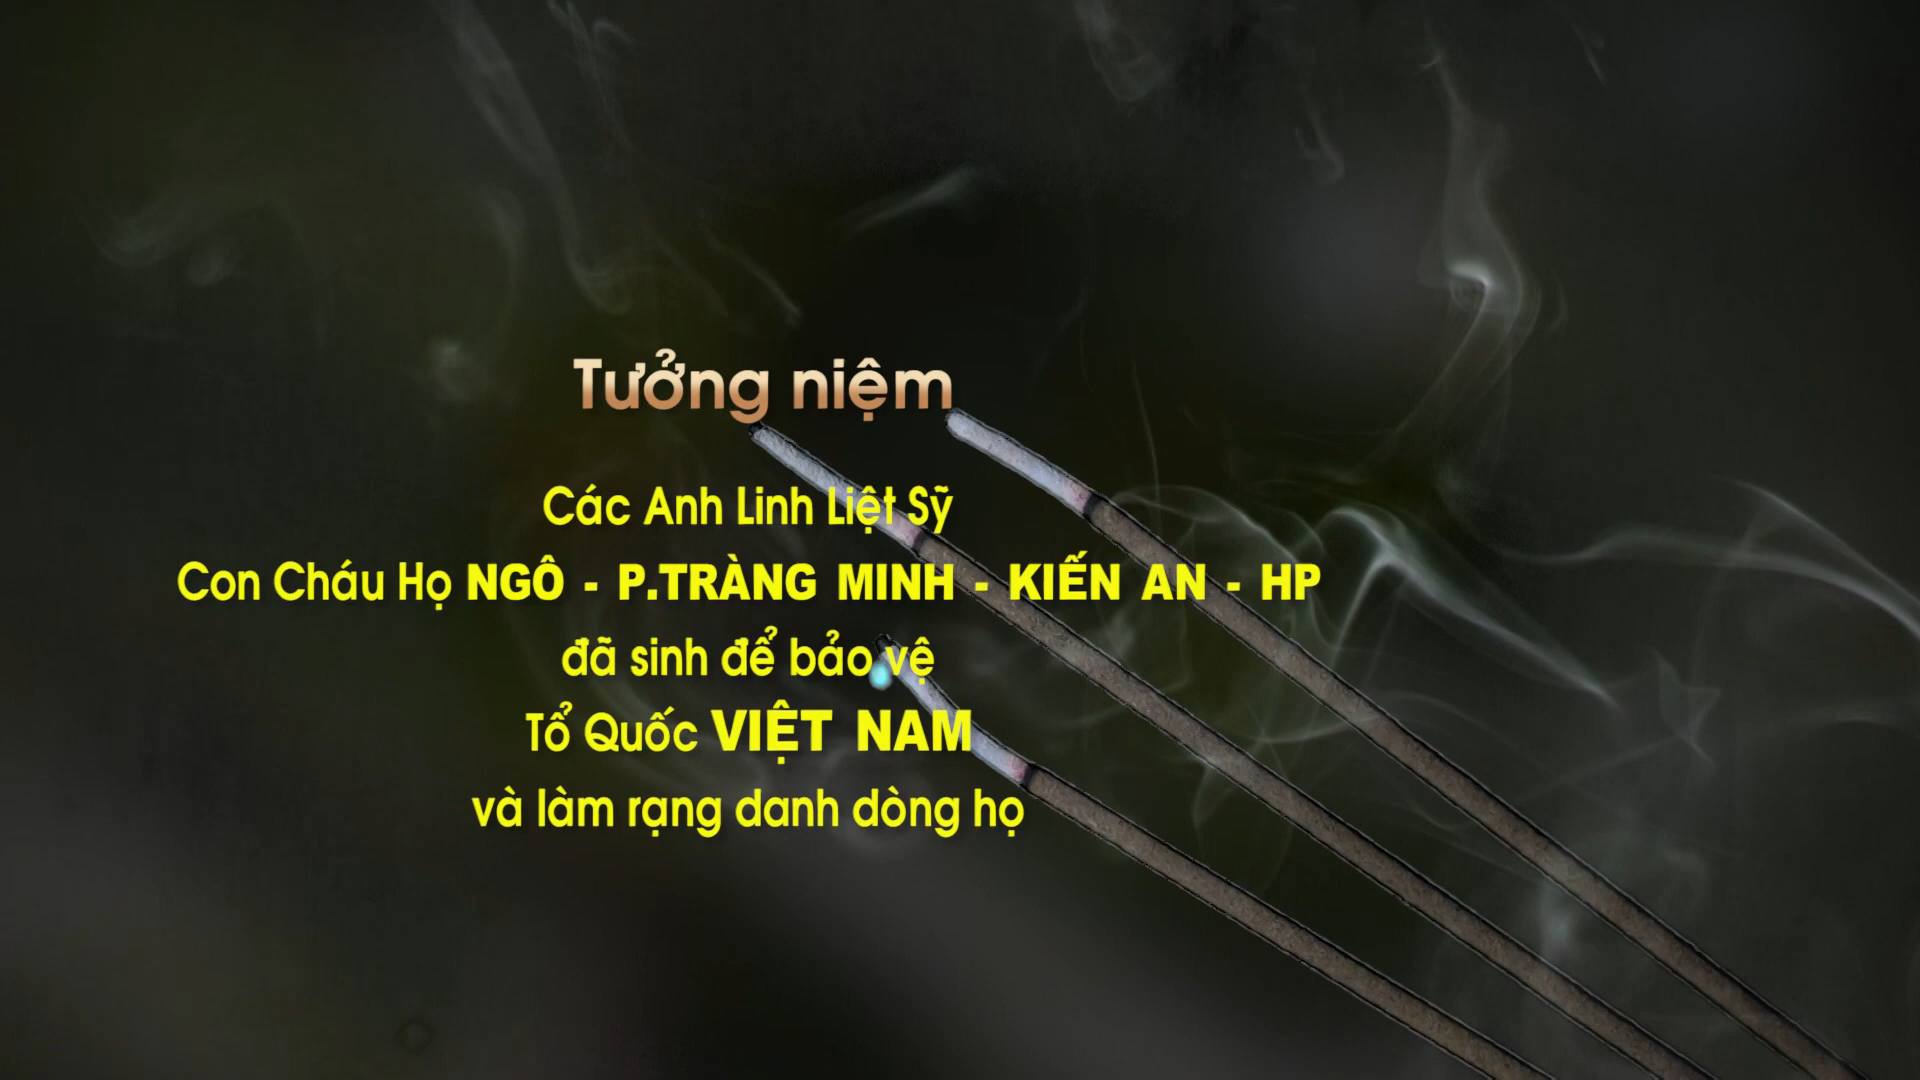 Tưởng niệm
Các Anh Linh Liệt Sỹ
Con Cháu Họ NGÔ - P.TRÀNG MINH - KIẾN AN - HP
đã sinh để bảo vệ
Tổ Quốc VIỆT NAM
và làm rạng danh dòng họ